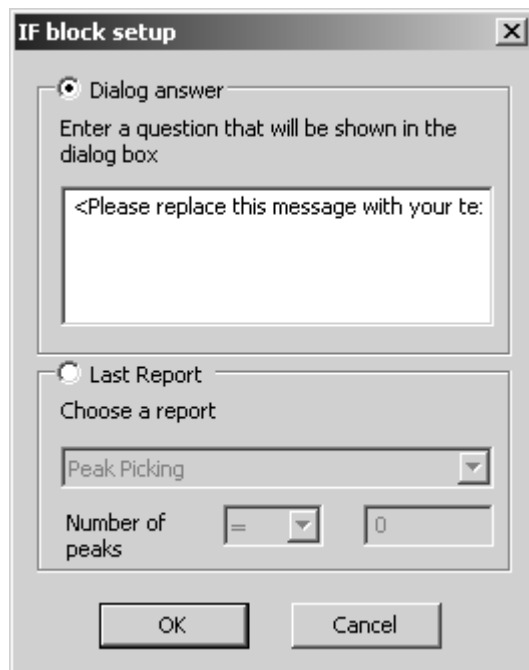 IF block setup
Dialog answer
Enter a question that will be shown in the
dialog box
<Please replace this message with your te:
Last Report
Choose a report
Peak Picking
Number of
peaks
= 0
OK Cancel